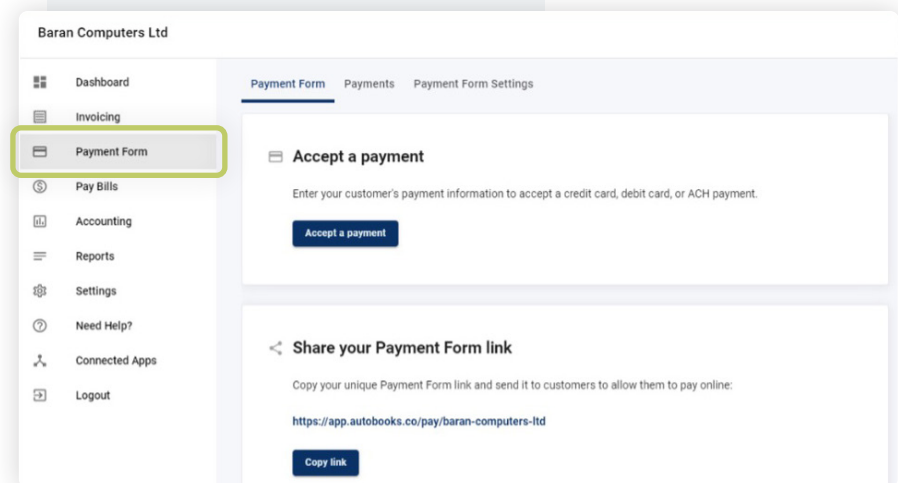 Baran Computers Ltd
Dashboard
Invoicing
Payment Form
Pay Bills
Accounting
Reports
Settings
Need Help?
Connected Apps
Logout
Payment Form Payments Payment Form Settings
Accept a payment
Enter your customer's payment information to accept a credit card, debit card, or ACH payment.
Accept a payment
Share your Payment Form link
Copy your unique Payment Form link and send it to customers to allow them to pay online:
https://app.autobooks.co/pay/baran-computers-ltd
Copy link